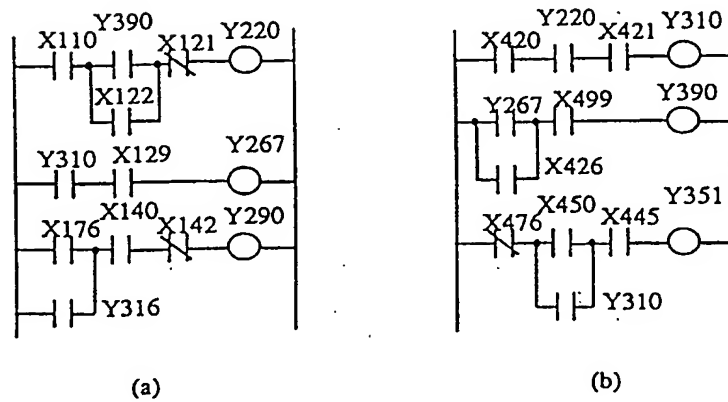 Y390
X110 X121 Y220
X122
Y310 X129 Y267
X176 X140 X142 Y290
Y316
(a)
X420 Y220 X421 Y310
Y267 X499 Y390
X426
X476 X450 X445 Y351
Y310
(b)